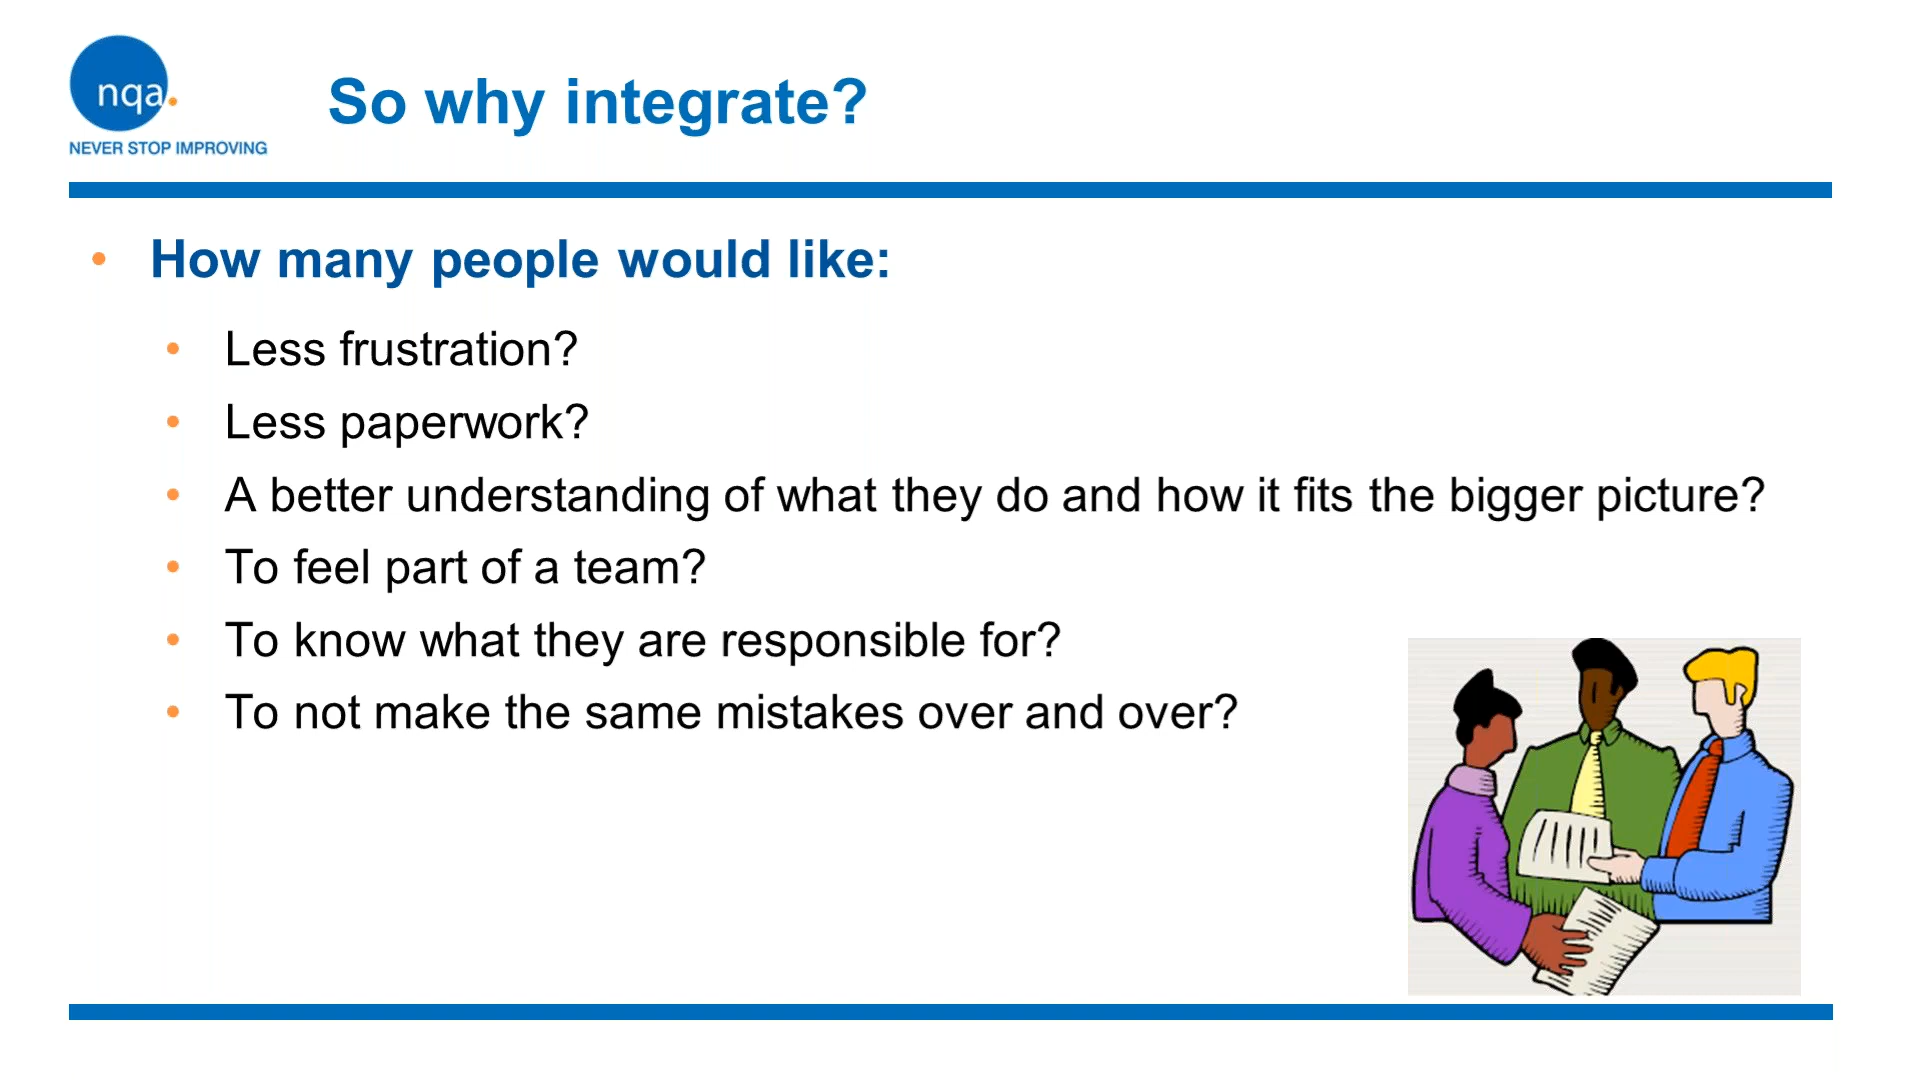 nqa.
NEVER STOP IMPROVING
So why integrate?
• How many people would like:
• Less frustration?
• Less paperwork?
• A better understanding of what they do and how it fits the bigger picture?
• To feel part of a team?
• To know what they are responsible for?
• To not make the same mistakes over and over?